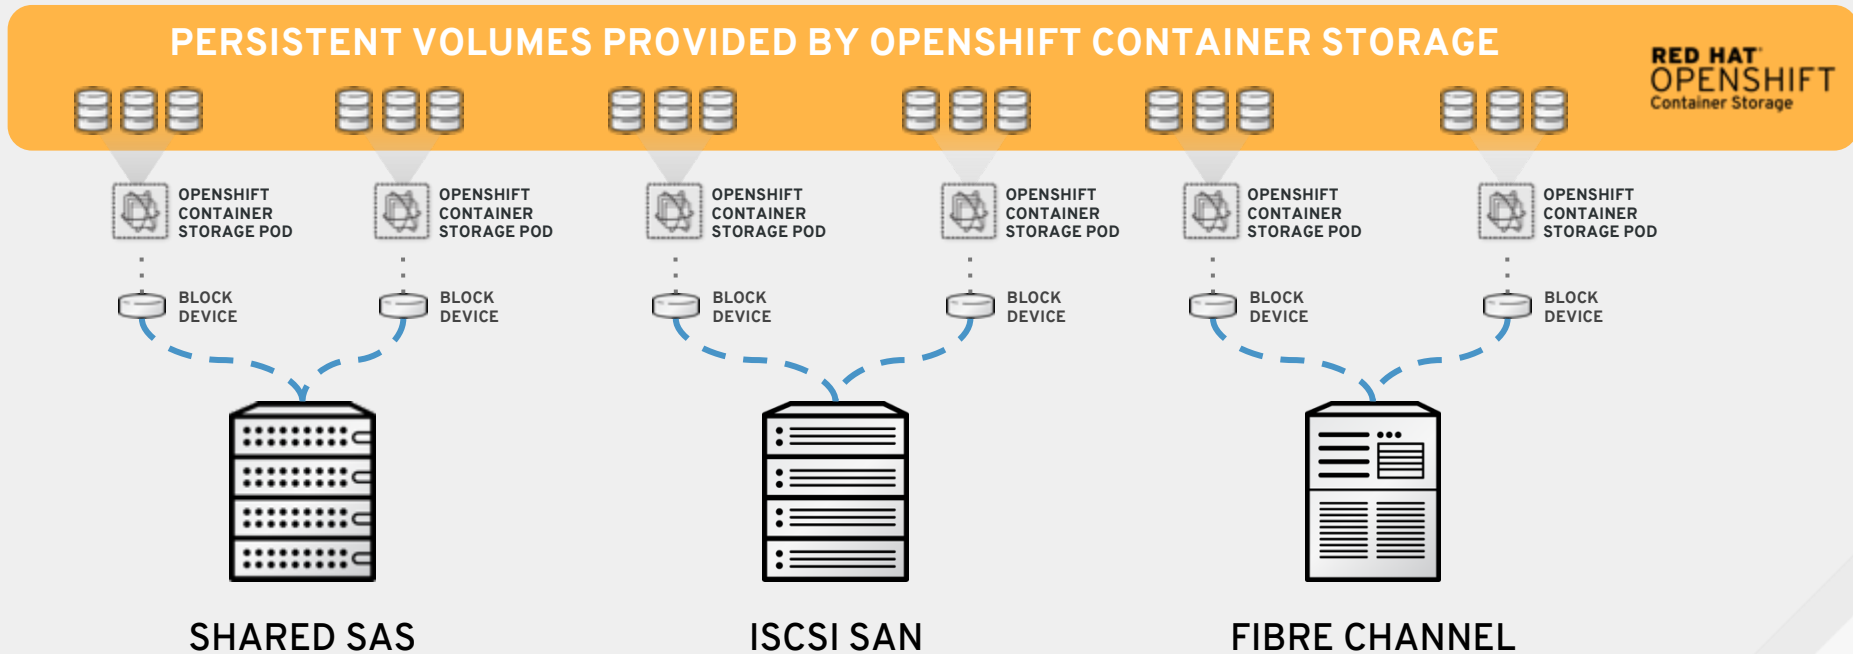 PERSISTENT VOLUMES PROVIDED BY OPENSHIFT CONTAINER STORAGE
RED HAT
OPENSHIFT
Container Storage
OPENSHIFT
CONTAINER
STORAGE POD
OPENSHIFT
CONTAINER
STORAGE POD
OPENSHIFT
CONTAINER
STORAGE POD
OPENSHIFT
CONTAINER
STORAGE POD
OPENSHIFT
CONTAINER
STORAGE POD
OPENSHIFT
CONTAINER
STORAGE POD
BLOCK
DEVICE
BLOCK
DEVICE
BLOCK
DEVICE
BLOCK
DEVICE
BLOCK
DEVICE
BLOCK
DEVICE
SHARED SAS
ISCSI SAN
FIBRE CHANNEL